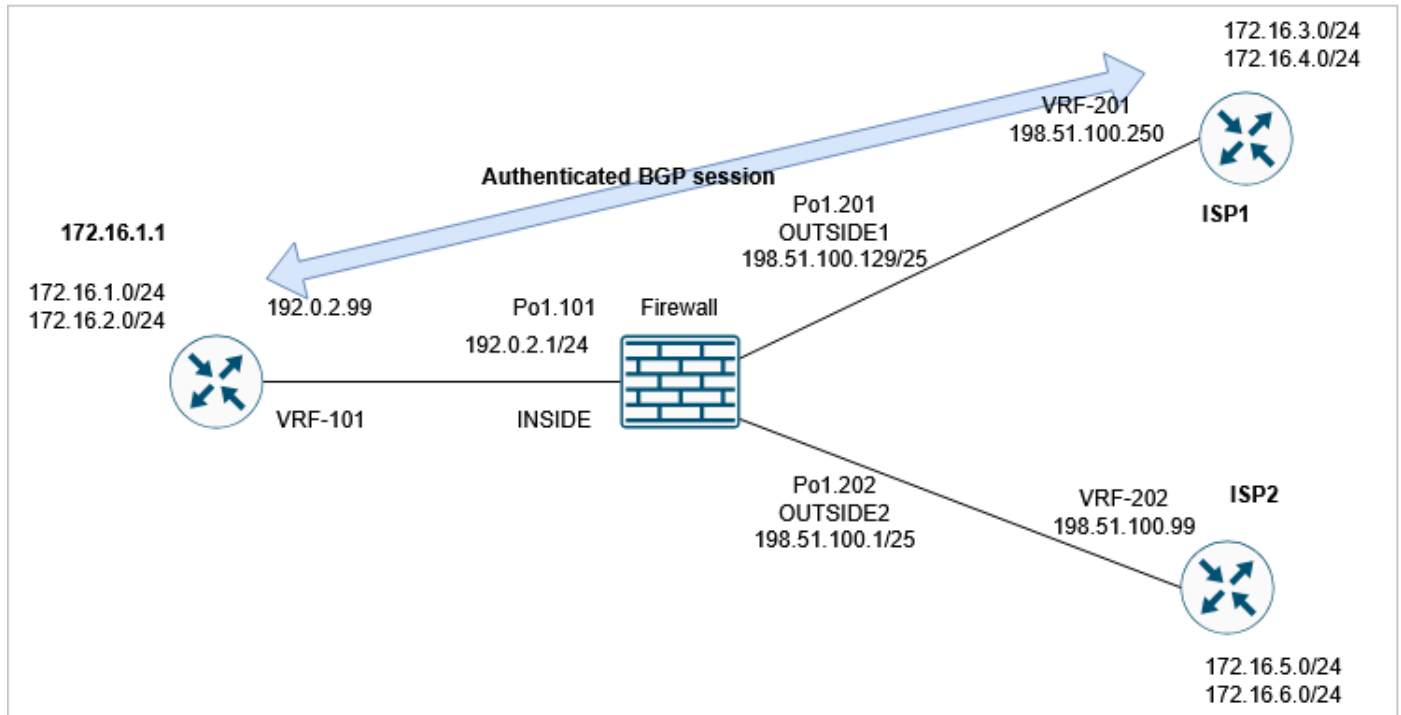 172.16.3.0/24
172.16.4.0/24
VRF-201
198.51.100.250
ISP1
Authenticated BGP session
Po1.201
OUTSIDE1
198.51.100.129/25
172.16.1.1
172.16.1.0/24
172.16.2.0/24
192.0.2.99
Po1.101
192.0.2.1/24
Firewall
VRF-101
INSIDE
Po1.202
OUTSIDE2
198.51.100.1/25
VRF-202
198.51.100.99
ISP2
172.16.5.0/24
172.16.6.0/24